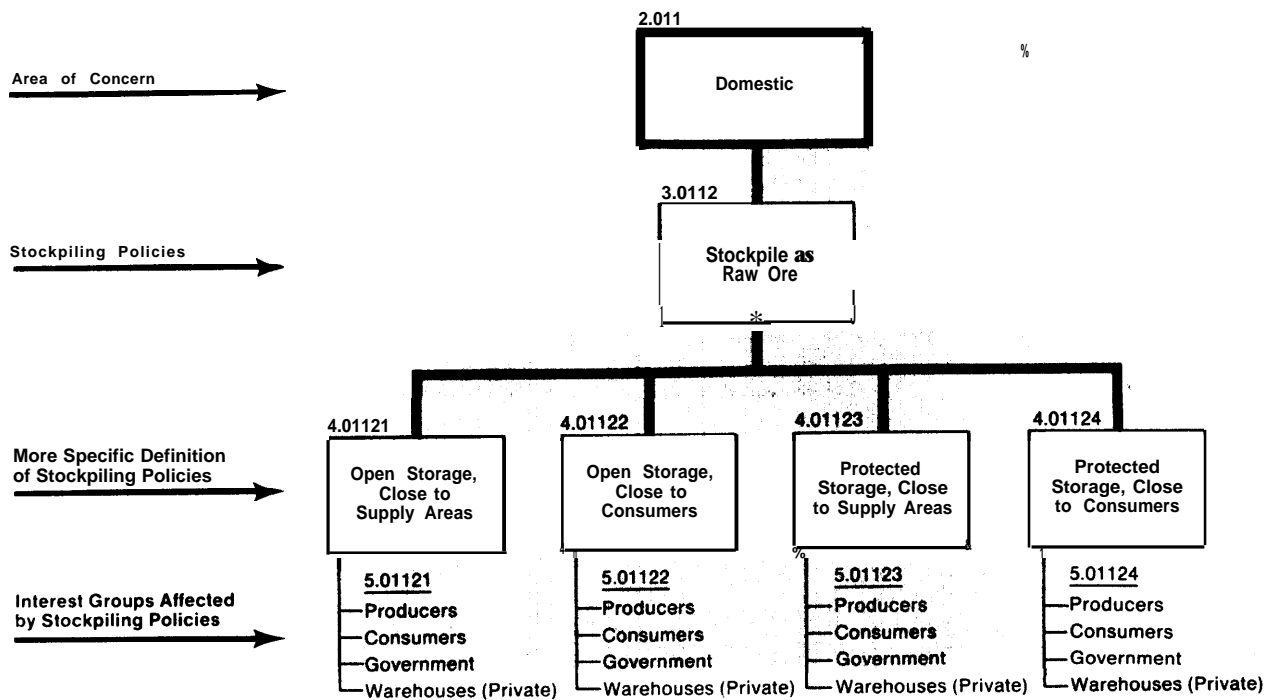 2.011
%
Area of Concern
Domestic
3.0112
Stockpiling Policies
Stockpile as
Raw Ore
*
4.01121
4.01122
4.01123
4.01124
More Specific Definition
of Stockpiling Policies
Open Storage,
Close to
Supply Areas
Open Storage,
Close to
Consumers
Protected
Storage, Close
to Supply Areas
Protected
Storage, Close
to Consumers
%
Interest Groups Affected
by Stockpiling Policies
5.01121
Producers
Consumers
Government
Warehouses (Private)
5.01122
Producers
Consumers
Government
Warehouses (Private)
5.01123
Producers
Consumers
Government
Warehouses (Private)
5.01124
Producers
Consumers
Government
Warehouses (Private)